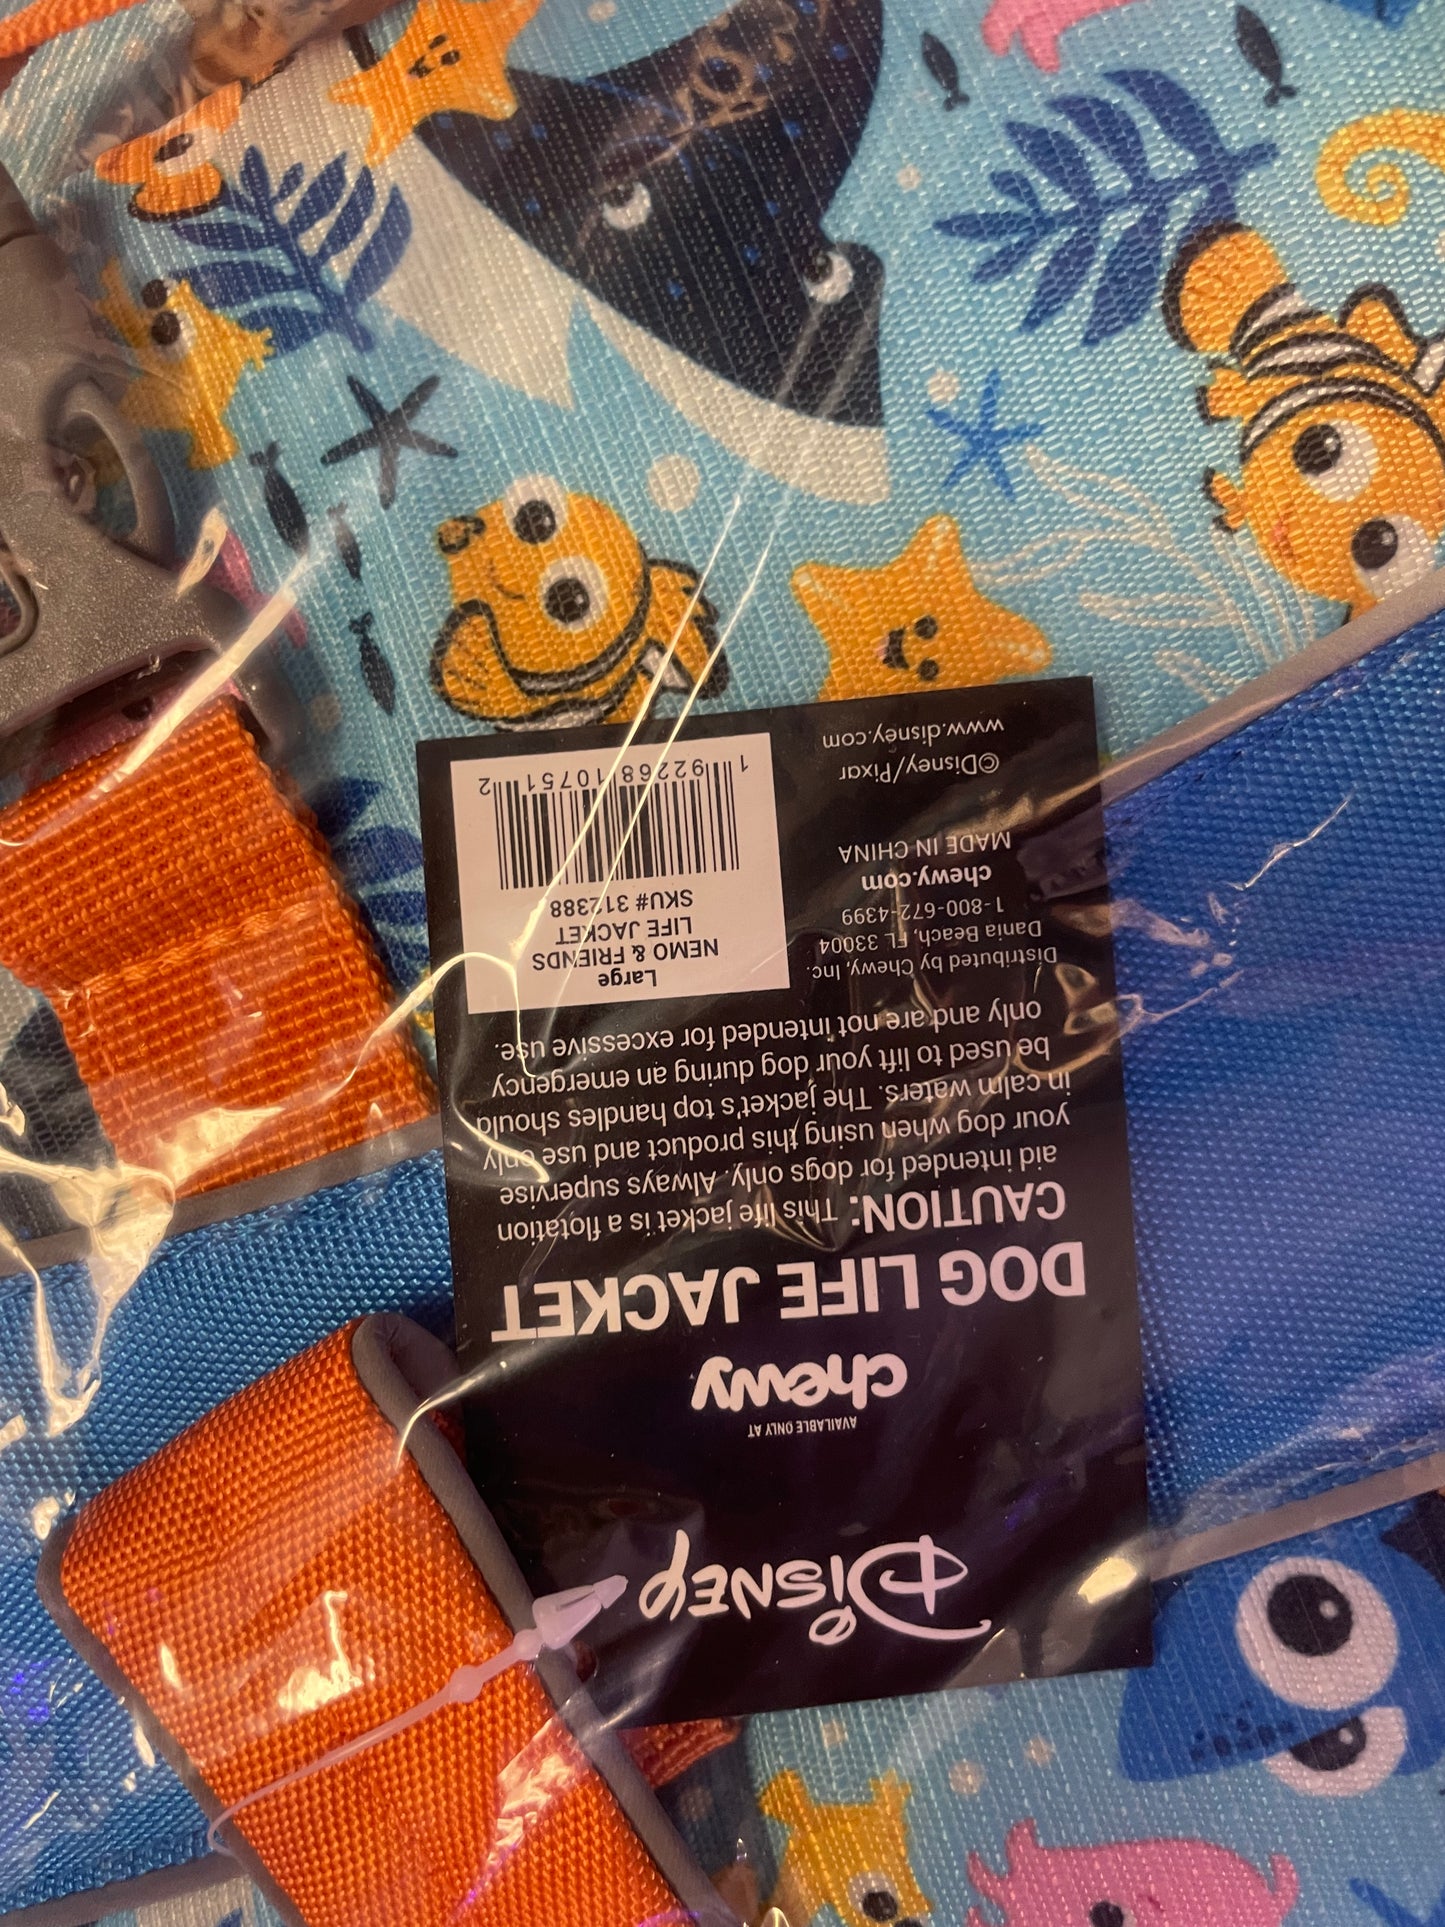 Disney
AVAILABLE ONLY AT
chewy
DOG LIFE JACKET
CAUTION: This life jacket is a flotation
aid intended for dogs only. Always supervise
your dog when using this product and use only
in calm waters. The jacket's top handles should
be used to lift your dog during an emergency
only and are not intended for excessive use.
Distributed by Chewy, Inc.
Dania Beach, FL 33004
1-800-672-4399
chewy.com
MADE IN CHINA
©Disney/Pixar
www.disney.com
Large
NEMO & FRIENDS
LIFE JACKET
SKU# 312388
1 92268 10751 2